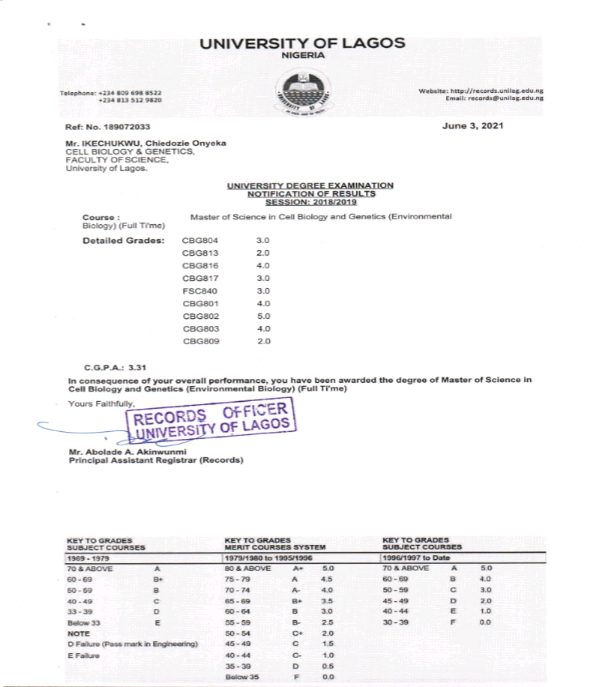 UNIVERSITY OF LAGOS
NIGERIA
Telephone: +234 809 698 8522
+234 813 512 9820
Website: http://records.unilag.edu.ng
Email: records@unilag.edu.ng
Ref: No. 189072033
June 3, 2021
Mr. IKECHUKWU, Chiedozie Onyeka
CELL BIOLOGY & GENETICS,
FACULTY OF SCIENCE,
University of Lagos.
UNIVERSITY DEGREE EXAMINATION
NOTIFICATION OF RESULTS
SESSION: 2018/2019
Course : Master of Science in Cell Biology and Genetics (Environmental
Biology) (Full Ti'me)
Detailed Grades: CBG804 3.0
CBG813 2.0
CBG816 4.0
CBG817 3.0
FSC840 3.0
CBG801 4.0
CBG802 5.0
CBG803 4.0
CBG809 2.0
C.G.P.A.: 3.31
In consequence of your overall performance, you have been awarded the degree of Master of Science in
Cell Biology and Genetics (Environmental Biology) (Full Ti'me)
Yours Faithfully,
RECORDS OFFICER
UNIVERSITY OF LAGOS
Mr. Abolade A. Akinwunmi
Principal Assistant Registrar (Records)
KEY TO GRADES KEY TO GRADES KEY TO GRADES
SUBJECT COURSES MERIT COURSES SYSTEM SUBJECT COURSES
1969 - 1979 1979/1980 to 1995/1996 1996/1997 to Date
70 & ABOVE A 80 & ABOVE A+ 5.0 70 & ABOVE A 5.0
60 - 69 B+ 75 - 79 A 4.5 60 - 69 B 4.0
50 - 59 B 70 - 74 A- 4.0 50 - 59 C 3.0
40 - 49 C 65 - 69 B+ 3.5 45 - 49 D 2.0
33 - 39 D 60 - 64 B 3.0 40 - 44 E 1.0
Below 33 E 55 - 59 B- 2.5 30 - 39 F 0.0
NOTE 50 - 54 C+ 2.0
D Failure (Pass mark in Engineering) 45 - 49 C 1.5
E Failure 40 - 44 C- 1.0
35 - 39 D 0.5
Below 35 F 0.0